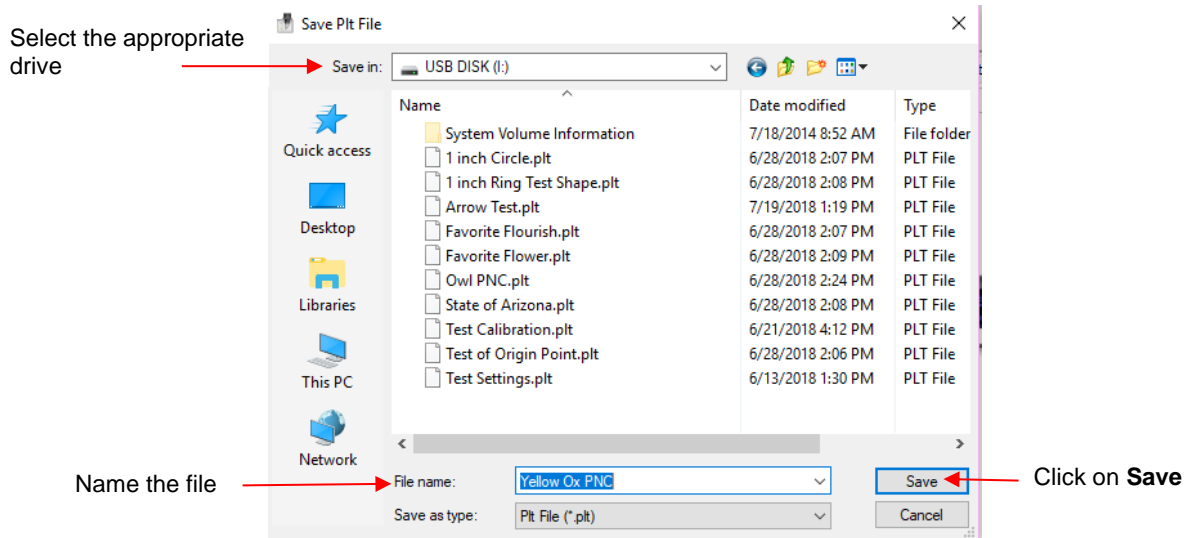 Save Plt File
Select the appropriate
drive
Save in:
USB DISK (I:)
Name Date modified Type
System Volume Information 7/18/2014 8:52 AM File folder
1 inch Circle.plt 6/28/2018 2:07 PM PLT File
1 inch Ring Test Shape.plt 6/28/2018 2:08 PM PLT File
Arrow Test.plt 7/19/2018 1:19 PM PLT File
Favorite Flourish.plt 6/28/2018 2:07 PM PLT File
Favorite Flower.plt 6/28/2018 2:09 PM PLT File
Owl PNC.plt 6/28/2018 2:24 PM PLT File
State of Arizona.plt 6/28/2018 2:08 PM PLT File
Test Calibration.plt 6/21/2018 4:12 PM PLT File
Test of Origin Point.plt 6/28/2018 2:06 PM PLT File
Test Settings.plt 6/13/2018 1:30 PM PLT File
Quick access
Desktop
Libraries
This PC
Network
Name the file
File name: Yellow Ox PNC Save
Click on Save
Save as type: Plt File (*.plt) Cancel